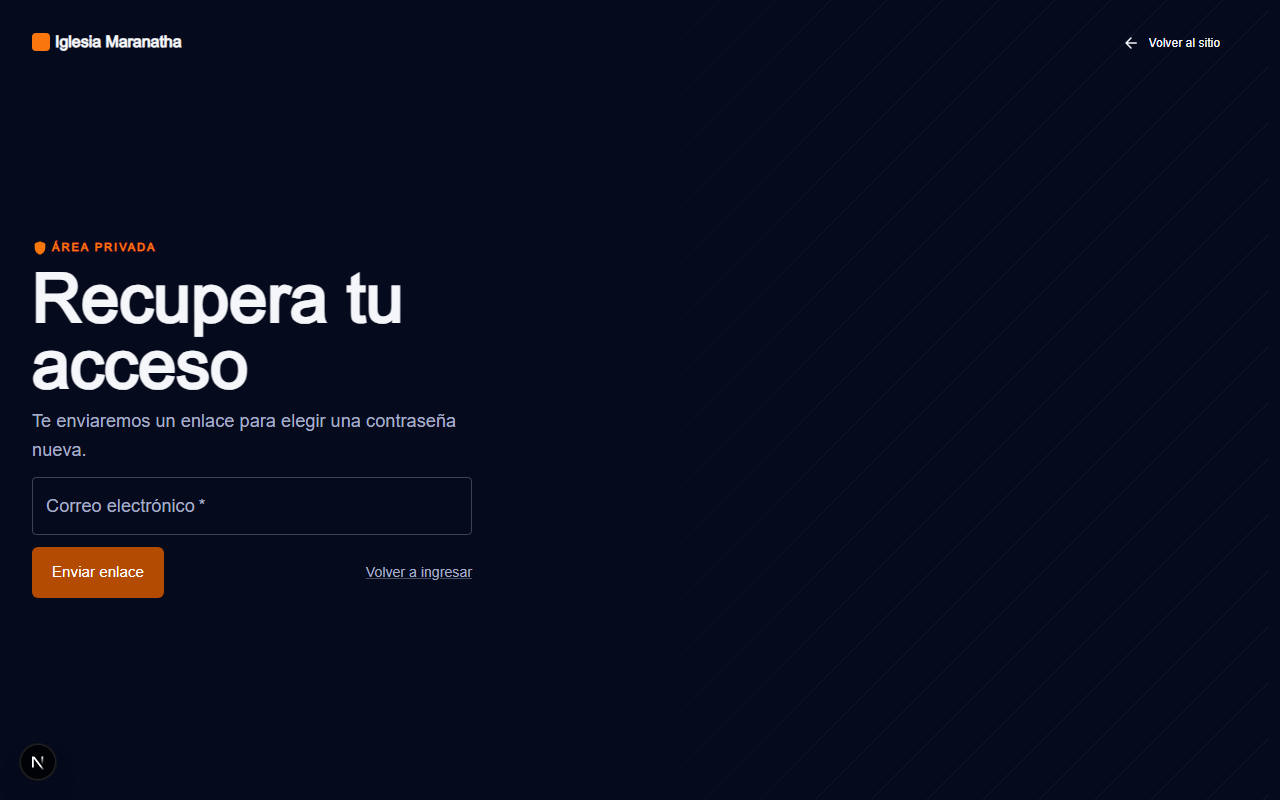 Iglesia Maranatha
Volver al sitio
ÁREA PRIVADA
Recupera tu
acceso
Te enviaremos un enlace para elegir una contraseña
nueva.
Correo electrónico *
Enviar enlace
Volver a ingresar
N